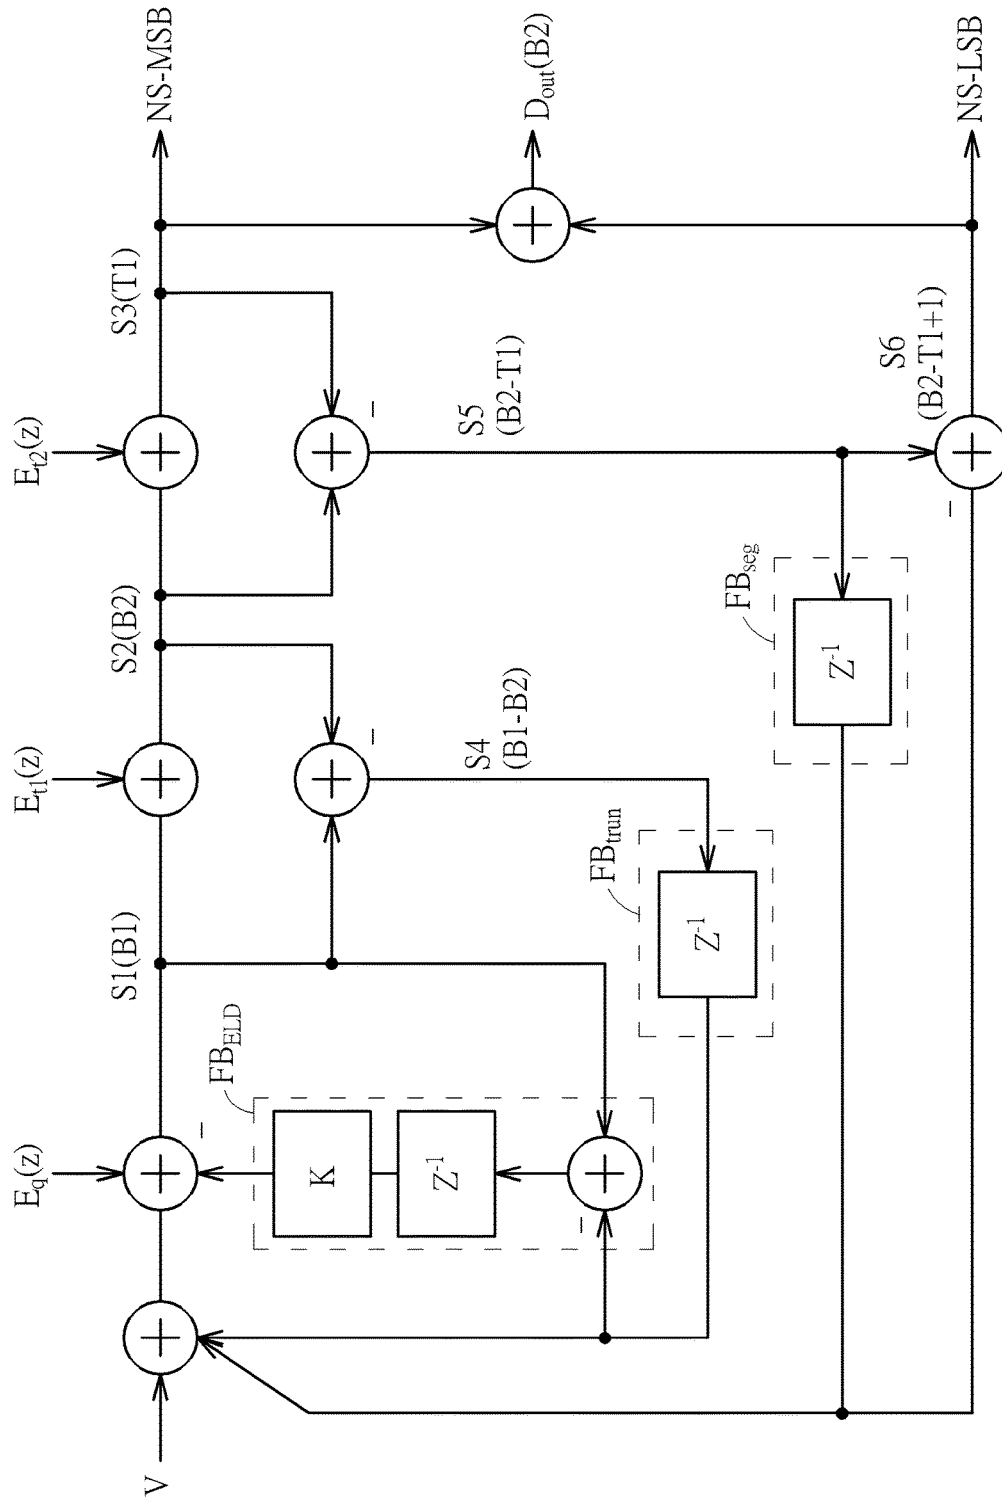 V
E_q(z)
S1(B1)
E_t1(z)
S2(B2)
E_t2(z)
S3(T1)
NS-MSB
FB_ELD
K
Z^-1
S4
(B1-B2)
FB_trun
Z^-1
S5
(B2-T1)
FB_seg
Z^-1
D_out(B2)
S6
(B2-T1+1)
NS-LSB